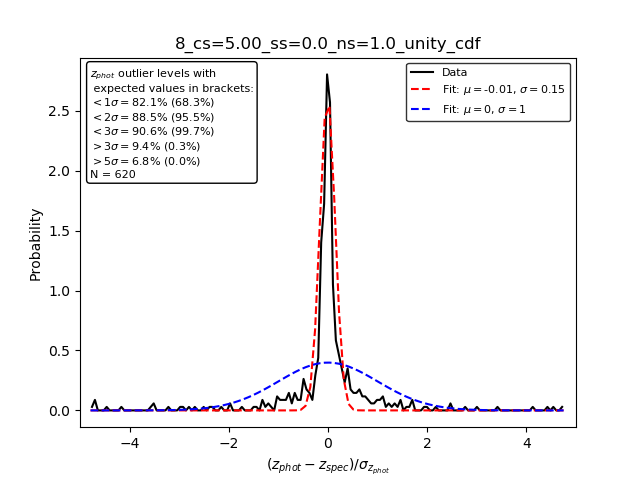 8_cs=5.00_ss=0.0_ns=1.0_unity_cdf
z_phot outlier levels with
expected values in brackets:
<1σ = 82.1% (68.3%)
<2σ = 88.5% (95.5%)
<3σ = 90.6% (99.7%)
>3σ = 9.4% (0.3%)
>5σ = 6.8% (0.0%)
N = 620
Data
Fit: μ = -0.01, σ = 0.15
Fit: μ = 0, σ = 1
Probability
2.5
2.0
1.5
1.0
0.5
0.0
−4 −2 0 2 4
(z_phot − z_spec)/σ_z_phot